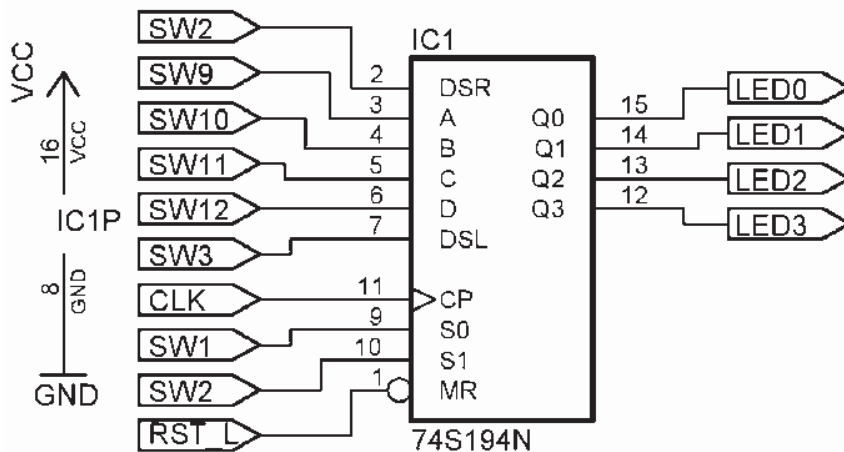 SW2
SW9
SW10
SW11
SW12
SW3
CLK
SW1
SW2
RST_L
VCC
16
VCC
IC1P
8
GND
GND
IC1
2
3
4
5
6
7
11
9
10
1
DSR
A
B
C
D
DSL
CP
S0
S1
MR
Q0
Q1
Q2
Q3
15
14
13
12
LED0
LED1
LED2
LED3
74S194N